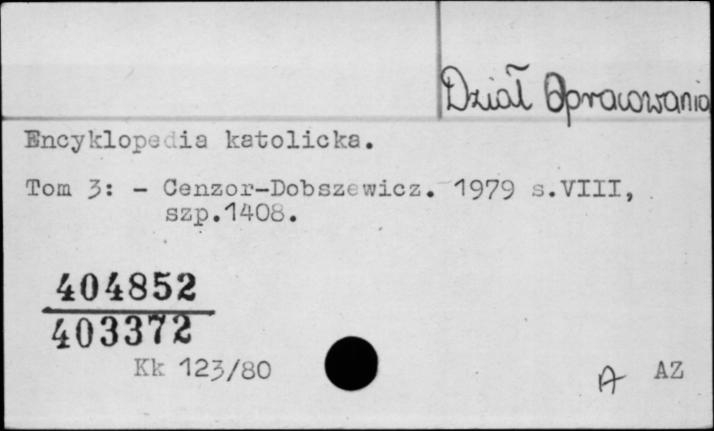 Dział Opracowania
Encyklopedia katolicka.
Tom 3: - Cenzor-Dobszewicz. 1979 s.VIII,
szp.1408.
404852
403372
Kk 123/80
A AZ